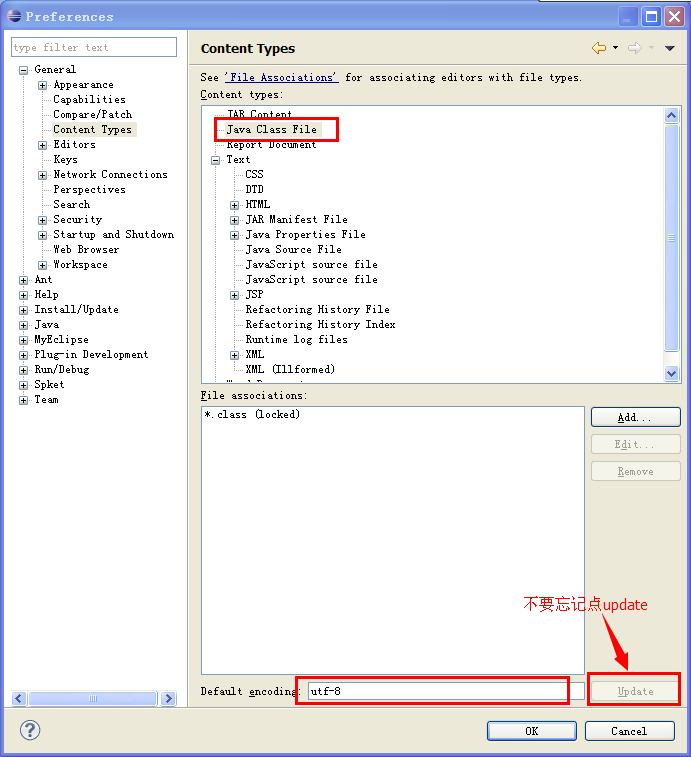 Preferences
type filter text
General
Appearance
Capabilities
Compare/Patch
Content Types
Editors
Keys
Network Connections
Perspectives
Search
Security
Startup and Shutdown
Web Browser
Workspace
Ant
Help
Install/Update
Java
MyEclipse
Plug-in Development
Run/Debug
Spket
Team
Content Types
See 'File Associations' for associating editors with file types.
Content types:
JAR Content
Java Class File
Report Document
Text
CSS
DTD
HTML
JAR Manifest File
Java Properties File
Java Source File
JavaScript source file
JavaScript source file
JSP
Refactoring History File
Refactoring History Index
Runtime log files
XML
XML (Illformed)
File associations:
*.class (locked)
Add...
Edit...
Remove
不要忘记点update
Default encoding: utf-8
Update
?
OK
Cancel